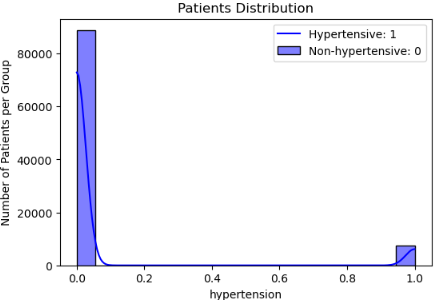 Patients Distribution
Hypertensive: 1
Non-hypertensive: 0
Number of Patients per Group
80000
60000
40000
20000
0
0.0 0.2 0.4 0.6 0.8 1.0
hypertension